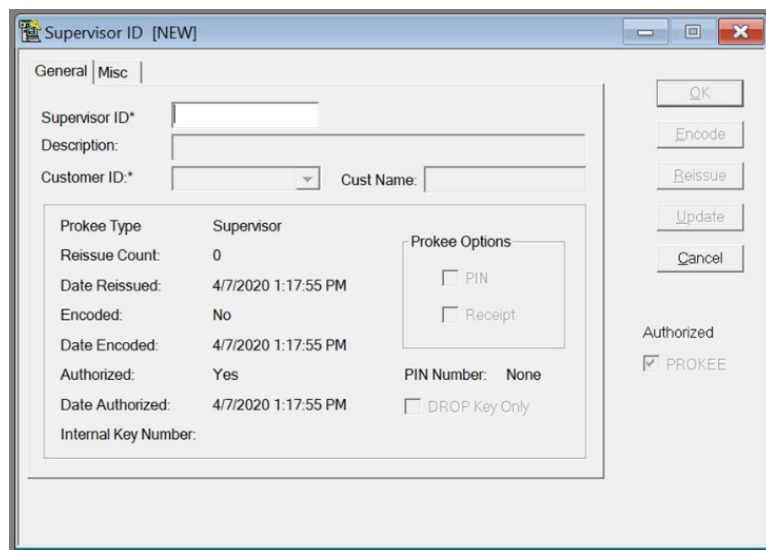 Supervisor ID [NEW]
General Misc
Supervisor ID*
Description:
Customer ID:* Cust Name:
Prokee Type Supervisor
Reissue Count: 0
Date Reissued: 4/7/2020 1:17:55 PM
Encoded: No
Date Encoded: 4/7/2020 1:17:55 PM
Authorized: Yes
Date Authorized: 4/7/2020 1:17:55 PM
Internal Key Number:
Prokee Options
PIN
Receipt
PIN Number: None
DROP Key Only
OK
Encode
Reissue
Update
Cancel
Authorized
PROKEE